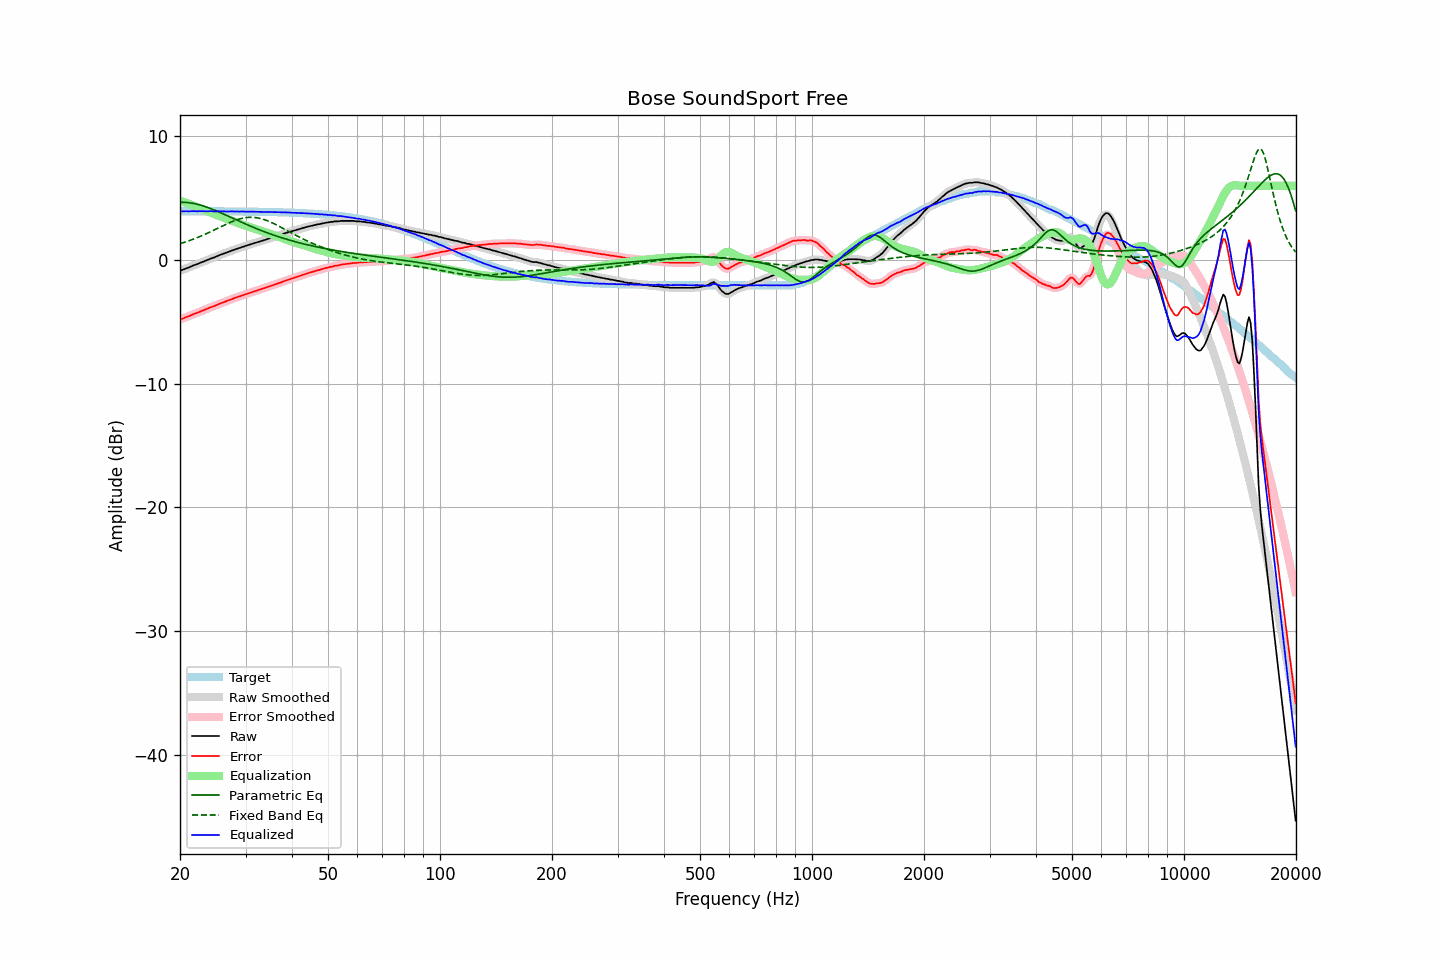 Bose SoundSport Free
10
0
−10
−20
−30
−40
Amplitude (dBr)
Target
Raw Smoothed
Error Smoothed
Raw
Error
Equalization
Parametric Eq
Fixed Band Eq
Equalized
20 50 100 200 500 1000 2000 5000 10000 20000
Frequency (Hz)